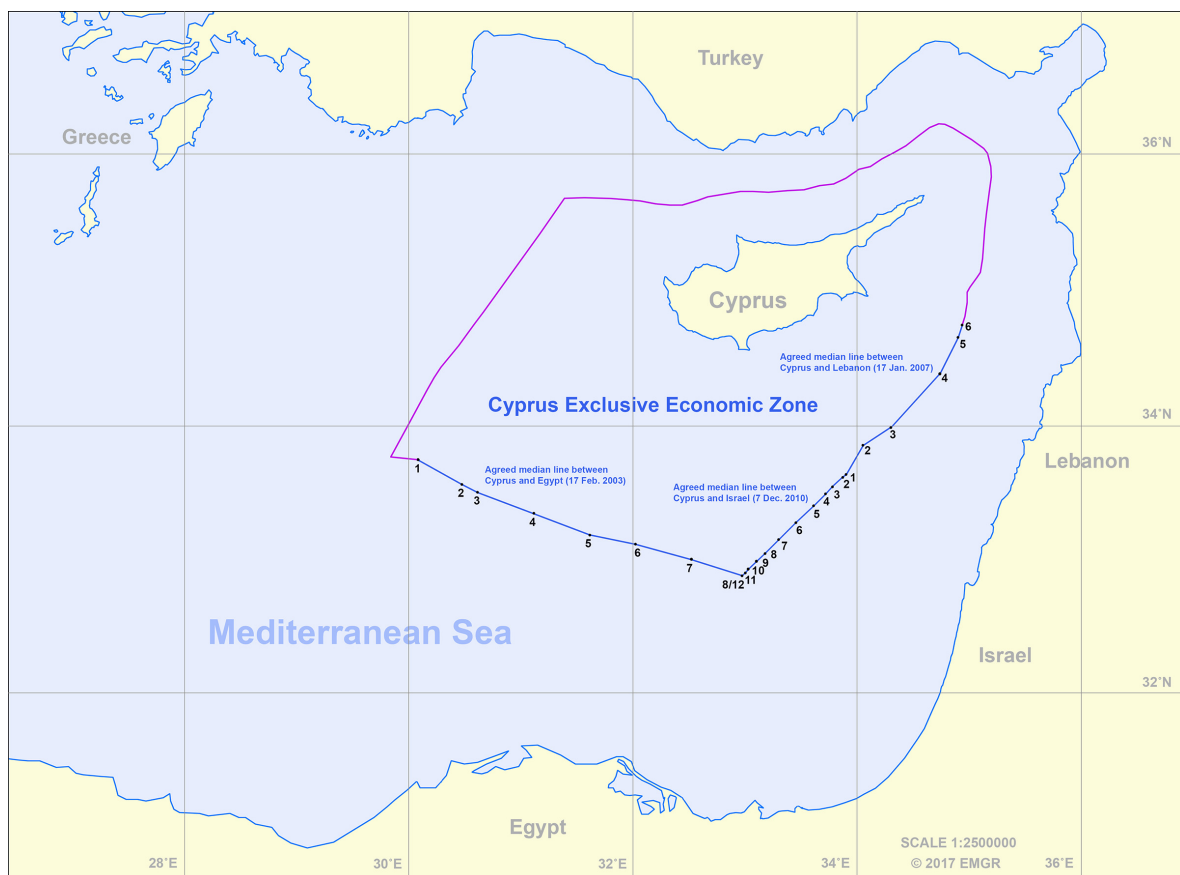 Turkey
Greece
36°N
Cyprus
6
5
Agreed median line between
Cyprus and Lebanon (17 Jan. 2007)
4
Cyprus Exclusive Economic Zone
34°N
3
2
Lebanon
1
Agreed median line between
Cyprus and Egypt (17 Feb. 2003)
2
3
4
5
6
7
8/12
Agreed median line between
Cyprus and Israel (7 Dec. 2010)
1
2
3
4
5
6
7
8
9
10
11
Mediterranean Sea
Israel
32°N
Egypt
SCALE 1:2500000
© 2017 EMGR
28°E
30°E
32°E
34°E
36°E